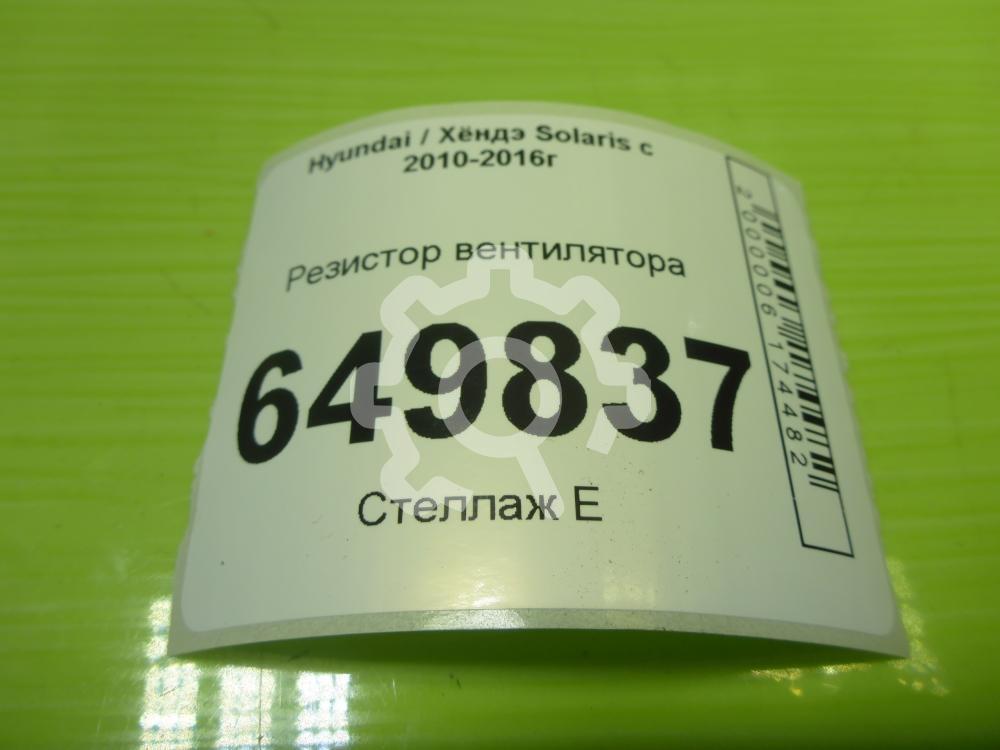 Hyundai / Хёндэ Solaris с
2010-2016г
Резистор вентилятора
649837
Стеллаж Е
2000006174482